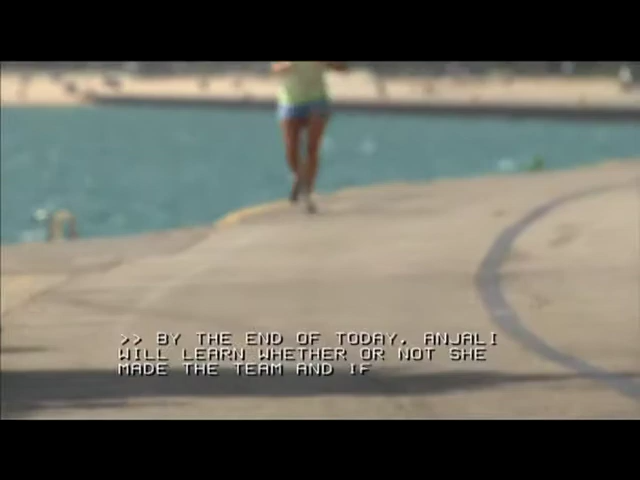 >> BY THE END OF TODAY. ANJALI
WILL LEARN WHETHER OR NOT SHE
MADE THE TEAM AND IF